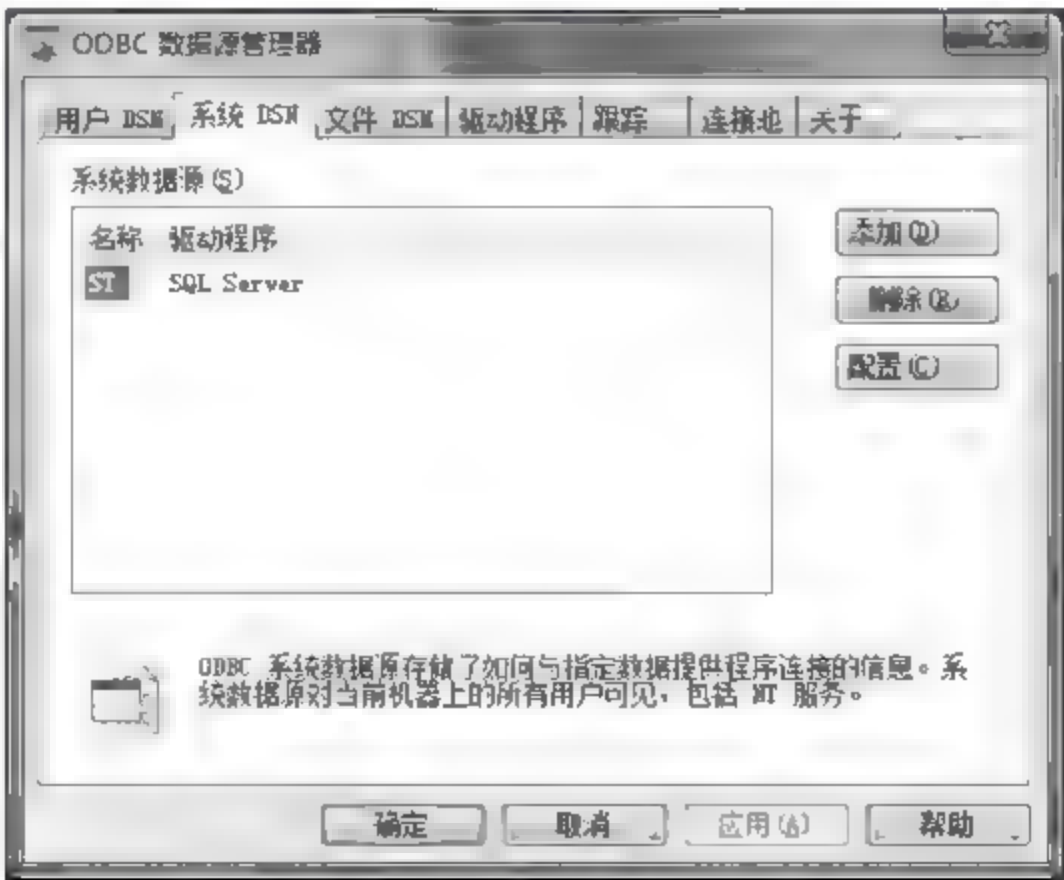 ODBC 数据源管理器
用户 DSN 系统 DSN 文件 DSN 驱动程序 跟踪 连接池 关于
系统数据源(S)
名称 驱动程序
添加(D)
ST SQL Server
删除(R)
配置(C)
ODBC 系统数据源存储了如何与指定数据提供程序连接的信息。系
统数据源对当前机器上的所有用户可见，包括 NT 服务。
确定 取消 应用(A) 帮助